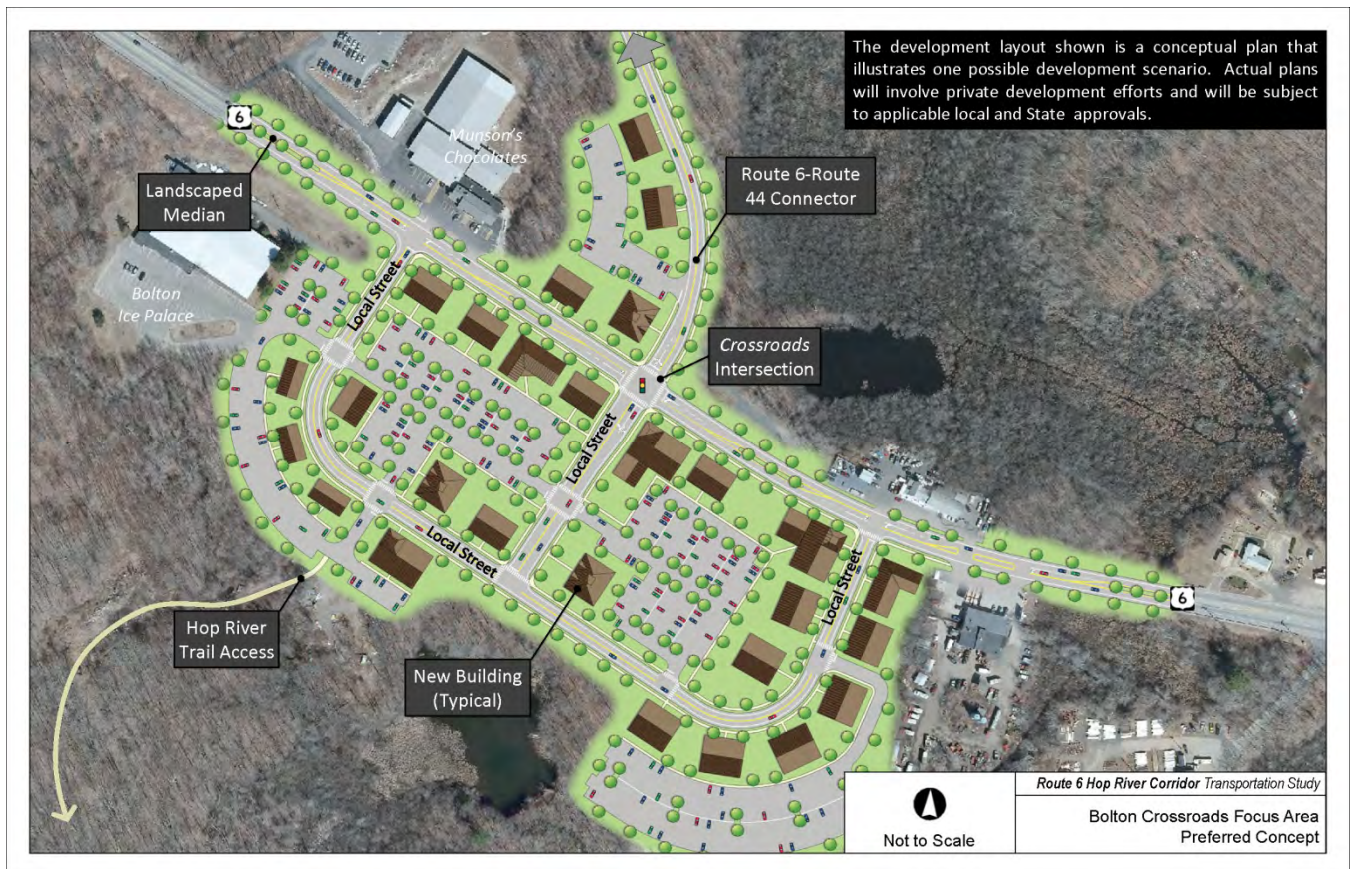 The development layout shown is a conceptual plan that
illustrates one possible development scenario. Actual plans
will involve private development efforts and will be subject
to applicable local and State approvals.
6
Munson's
Chocolates
Landscaped
Median
Route 6-Route
44 Connector
Bolton
Ice Palace
Local Street
Crossroads
Intersection
Local Street
Local Street
Local Street
6
Hop River
Trail Access
New Building
(Typical)
Not to Scale
Route 6 Hop River Corridor Transportation Study
Bolton Crossroads Focus Area
Preferred Concept